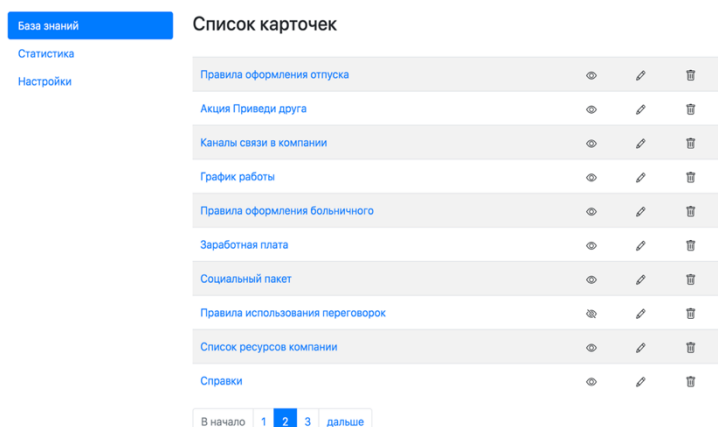 База знаний
Статистика
Настройки
Список карточек
Правила оформления отпуска
Акция Приведи друга
Каналы связи в компании
График работы
Правила оформления больничного
Заработная плата
Социальный пакет
Правила использования переговорок
Список ресурсов компании
Справки
В начало 1 2 3 дальше